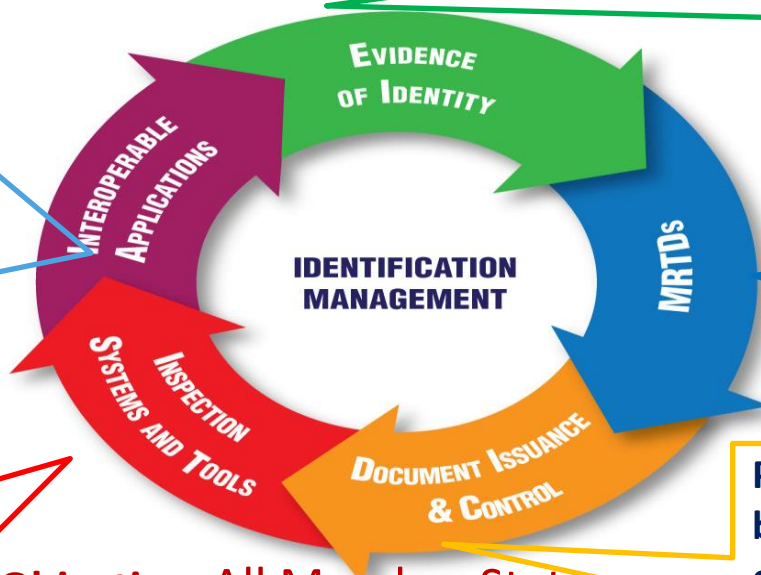 EVIDENCE
OF IDENTITY
MRTDS
DOCUMENT ISSUANCE
& CONTROL
INSPECTION
SYSTEMS AND TOOLS
INTEROPERABLE
APPLICATIONS
IDENTIFICATION
MANAGEMENT